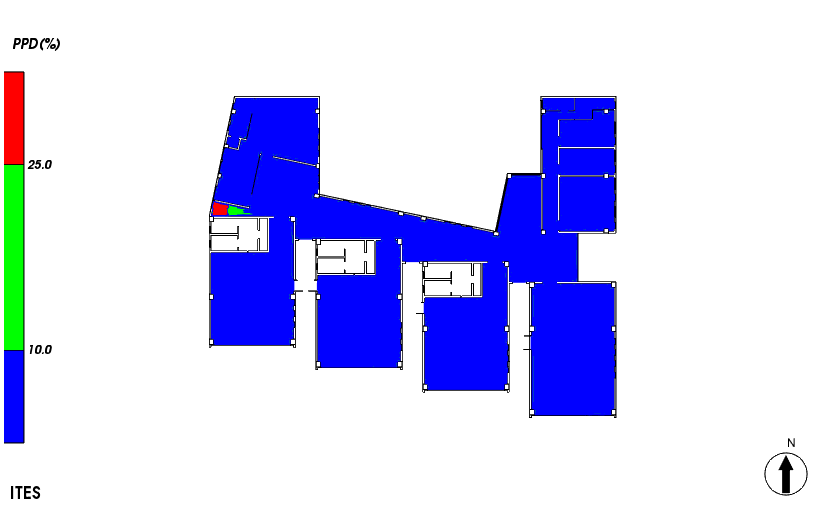 PPD(%)
25.0
10.0
N
ITES